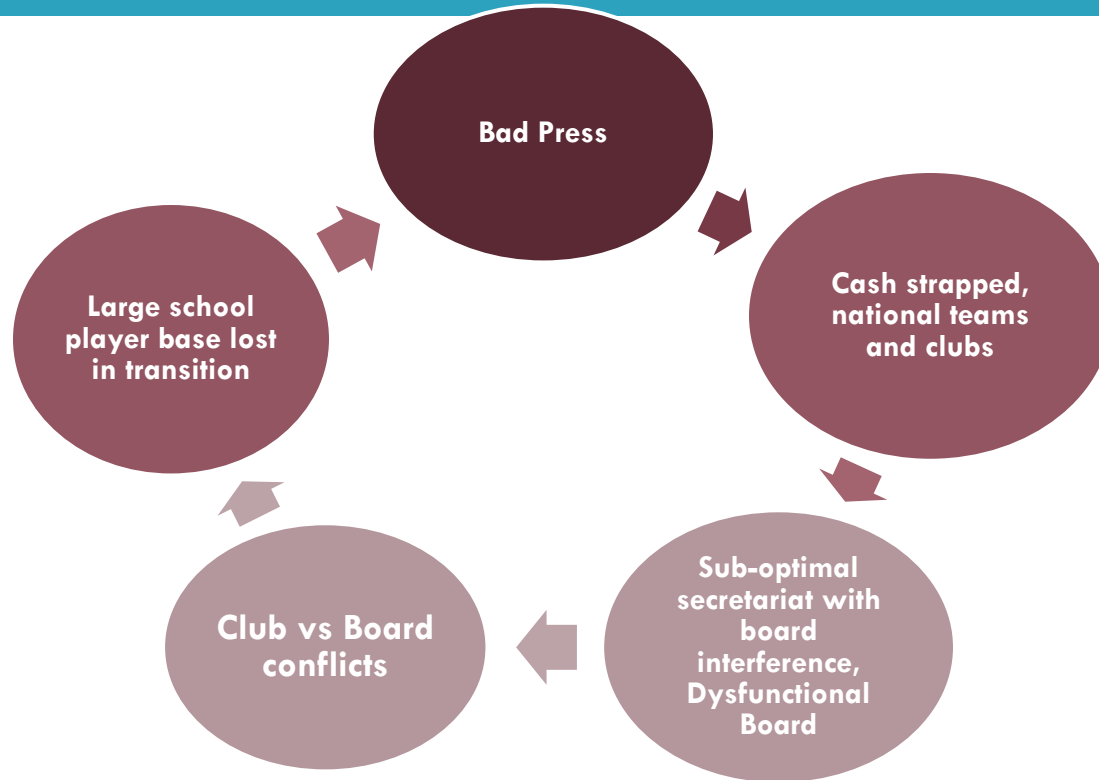 Bad Press
Cash strapped,
national teams
and clubs
Sub-optimal
secretariat with
board
interference,
Dysfunctional
Board
Club vs Board
conflicts
Large school
player base lost
in transition